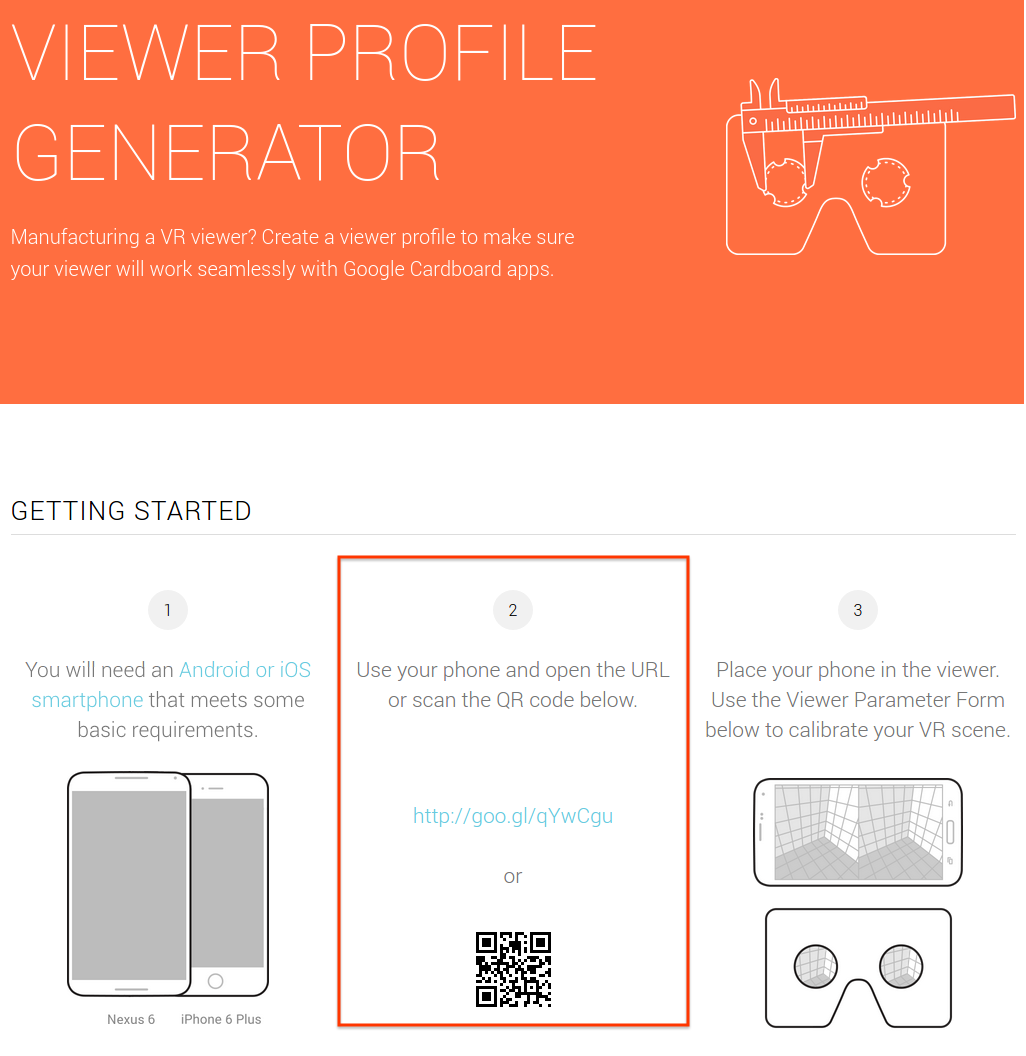 VIEWER PROFILE
GENERATOR
Manufacturing a VR viewer? Create a viewer profile to make sure
your viewer will work seamlessly with Google Cardboard apps.
GETTING STARTED
1
You will need an Android or iOS
smartphone that meets some
basic requirements.
Nexus 6
iPhone 6 Plus
2
Use your phone and open the URL
or scan the QR code below.
http://goo.gl/qYwCgu
or
3
Place your phone in the viewer.
Use the Viewer Parameter Form
below to calibrate your VR scene.